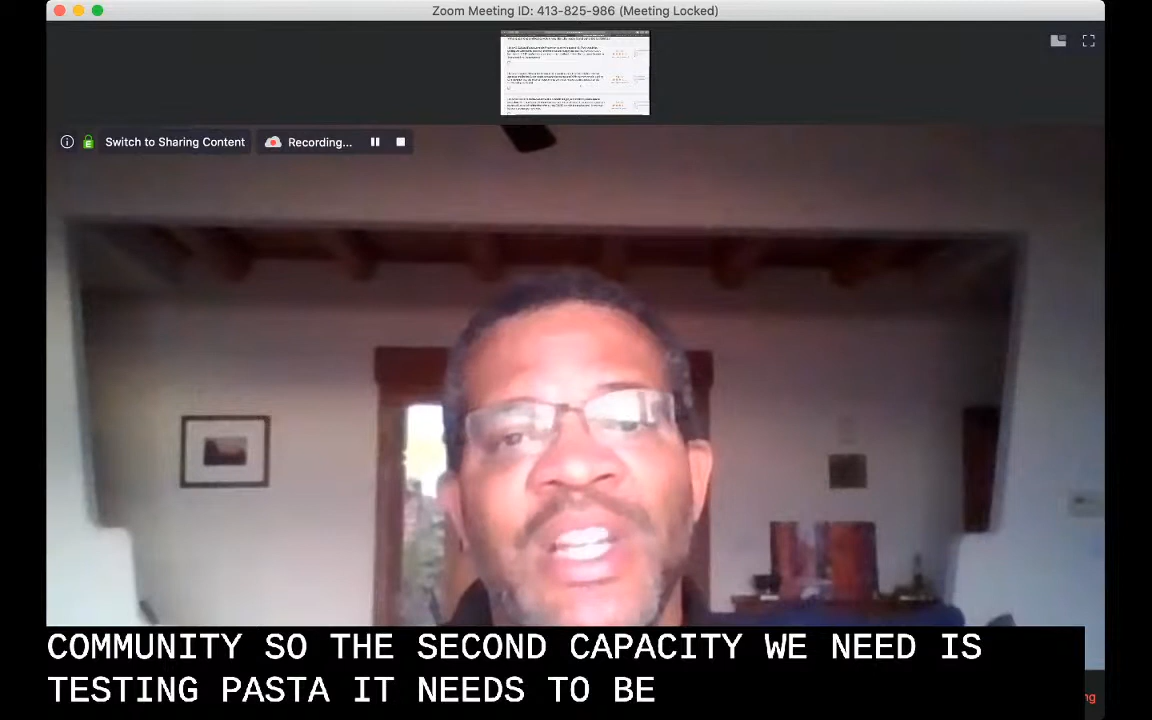 Zoom Meeting ID: 413-825-986 (Meeting Locked)
Switch to Sharing Content
Recording...
COMMUNITY SO THE SECOND CAPACITY WE NEED IS
TESTING PASTA IT NEEDS TO BE